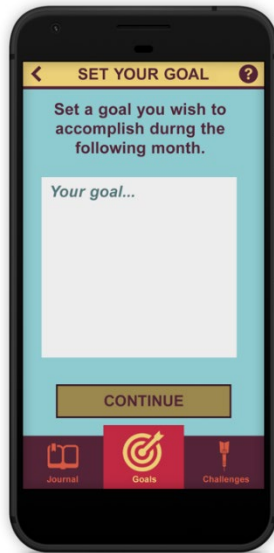 SET YOUR GOAL ?
Set a goal you wish to
accomplish durng the
following month.
Your goal...
CONTINUE
Journal Goals Challenges